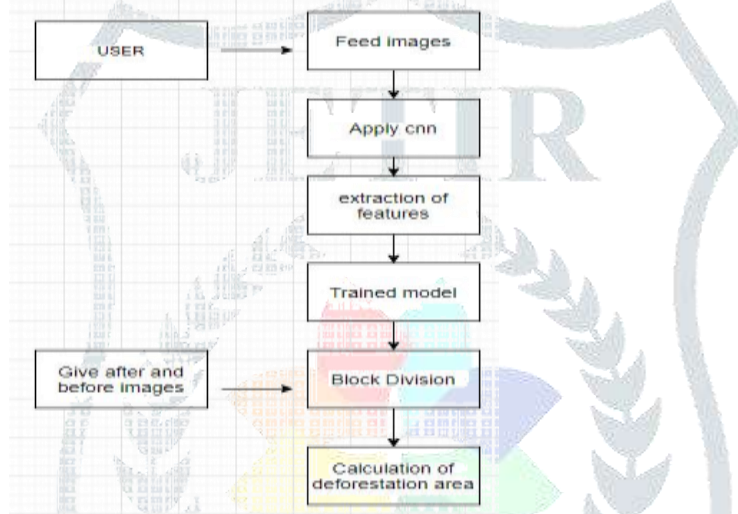 USER
Feed images
JETIR
Apply cnn
extraction of
features
Trained model
Give after and
before images
Block Division
Calculation of
deforestation area